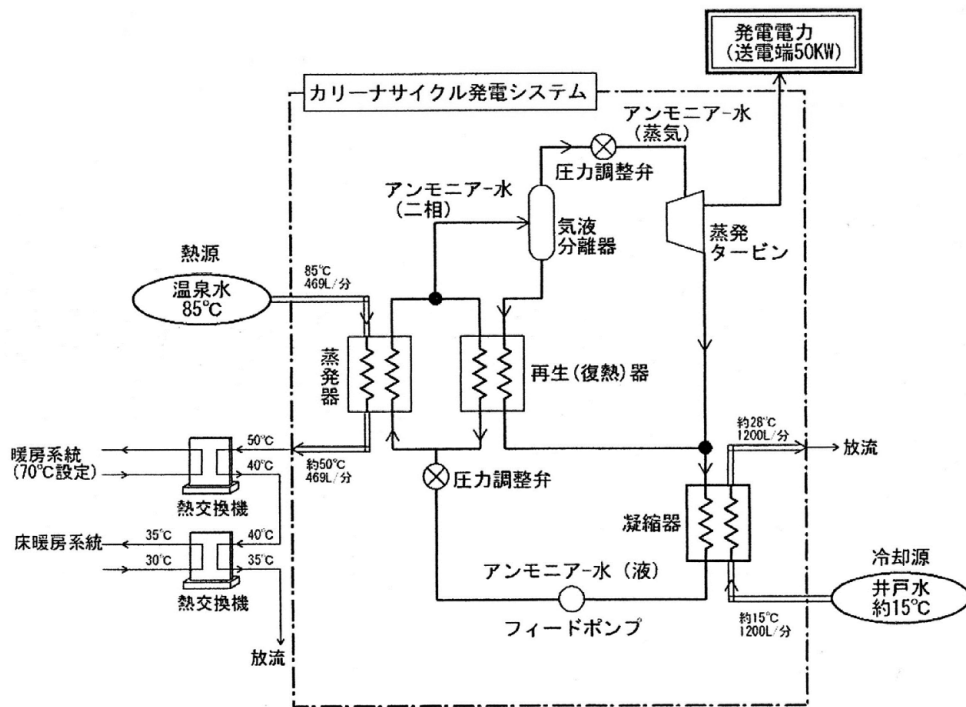 発電電力
(送電端50KW)
カリーナサイクル発電システム
アンモニア-水
(蒸気)
圧力調整弁
アンモニア-水
(二相)
気液
分離器
蒸発
タービン
熱源
温泉水
85℃
85℃
469L/分
蒸発器
再生(復熱)器
約50℃
469L/分
圧力調整弁
暖房系統
(70℃設定)
50℃
40℃
熱交換機
床暖房系統
35℃
40℃
30℃
35℃
熱交換機
放流
約28℃
1200L/分
放流
凝縮器
アンモニア-水(液)
フィードポンプ
約15℃
1200L/分
冷却源
井戸水
約15℃